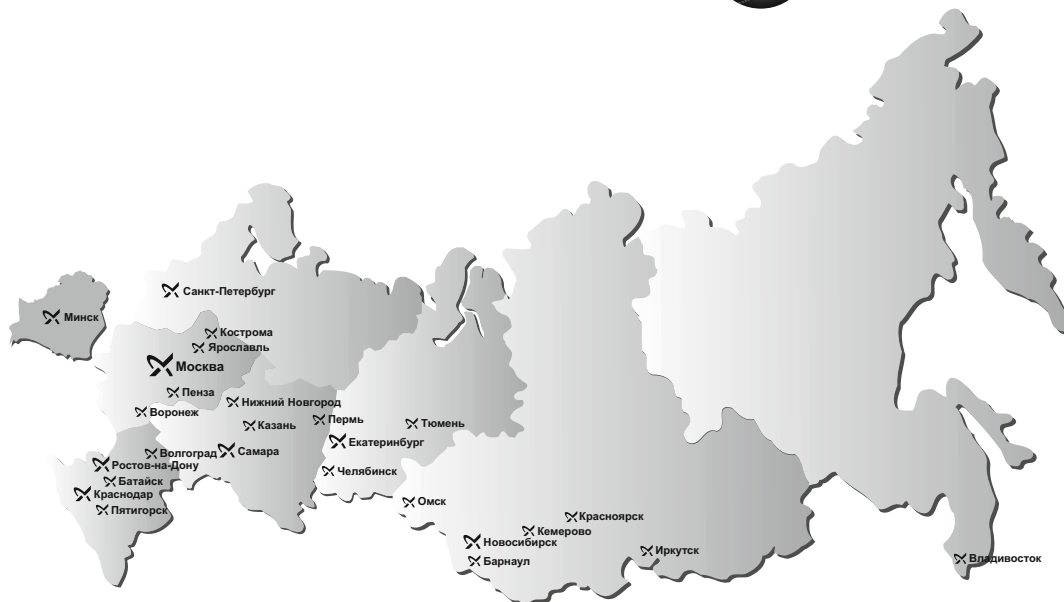 Санкт-Петербург
Минск
Кострома
Ярославль
Москва
Пенза
Нижний Новгород
Воронеж
Казань
Пермь
Тюмень
Екатеринбург
Волгоград
Самара
Ростов-на-Дону
Челябинск
Батайск
Краснодар
Пятигорск
Омск
Красноярск
Кемерово
Новосибирск
Иркутск
Барнаул
Владивосток